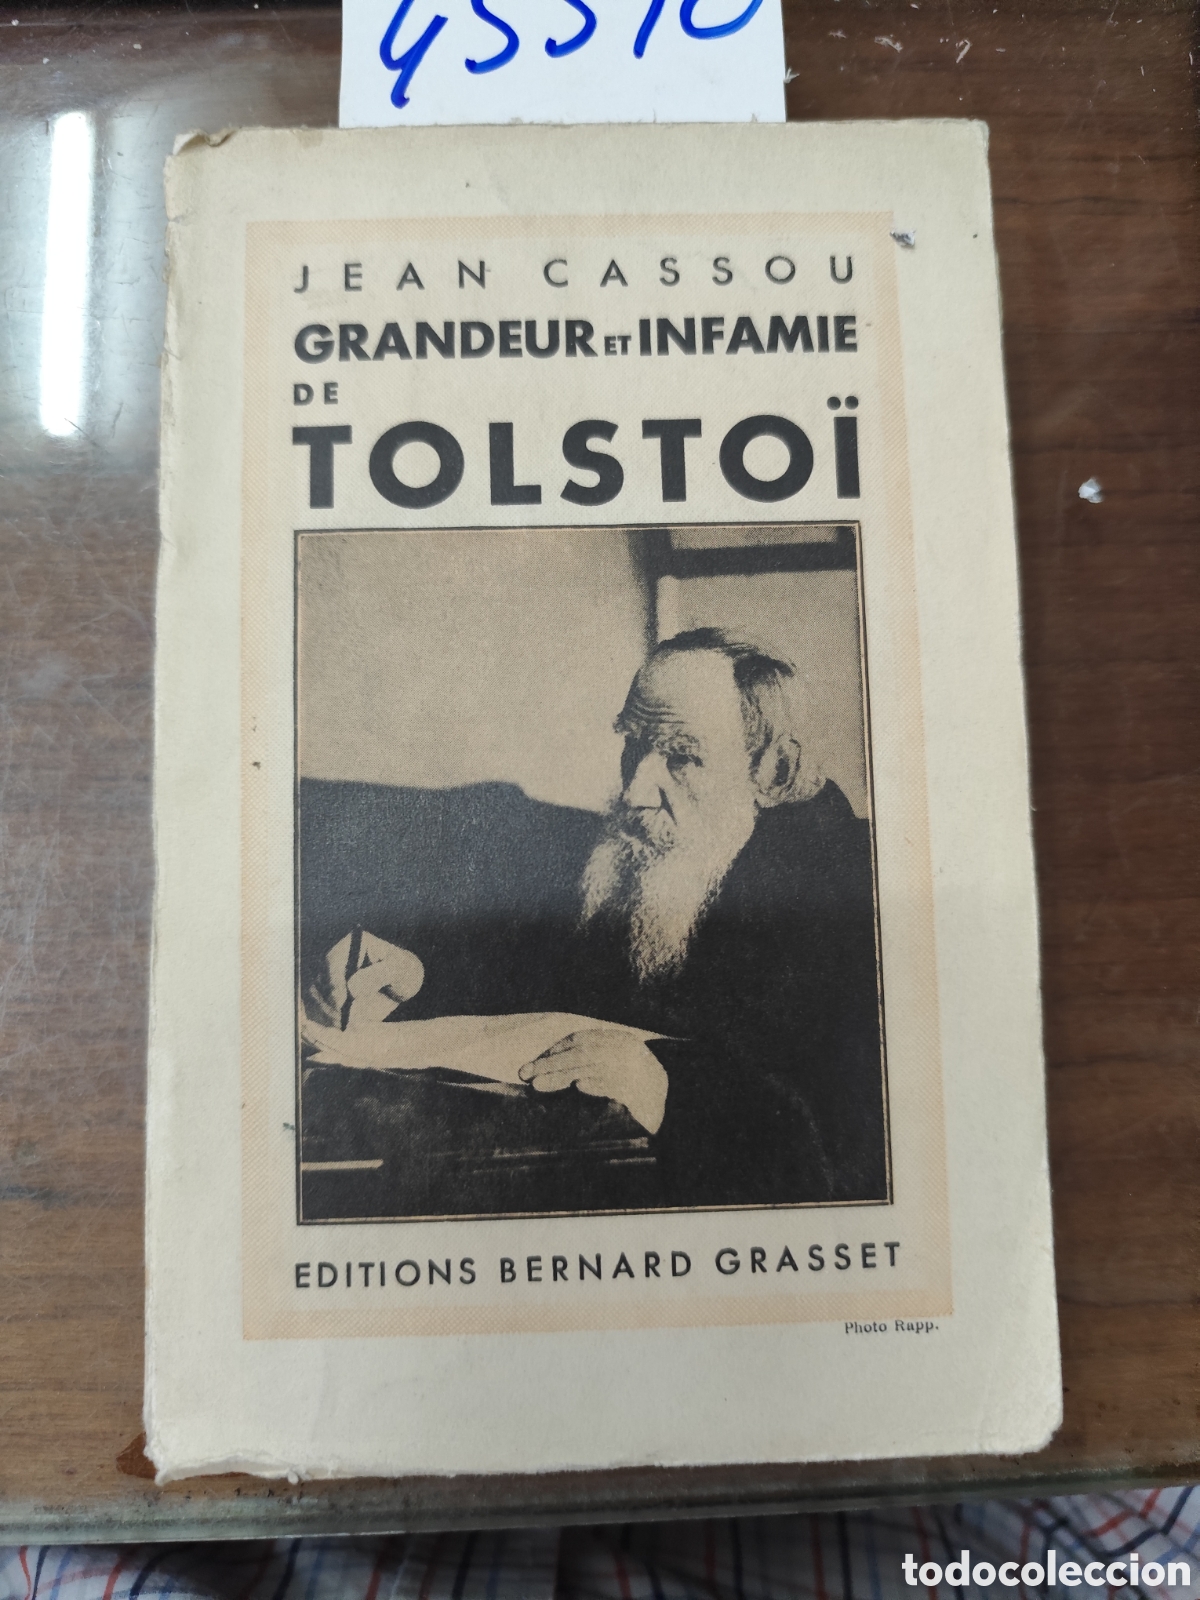 JEAN CASSOU
GRANDEUR ET INFAMIE
DE
TOLSTOÏ
EDITIONS BERNARD GRASSET
Photo Rapp.
todocoleccion